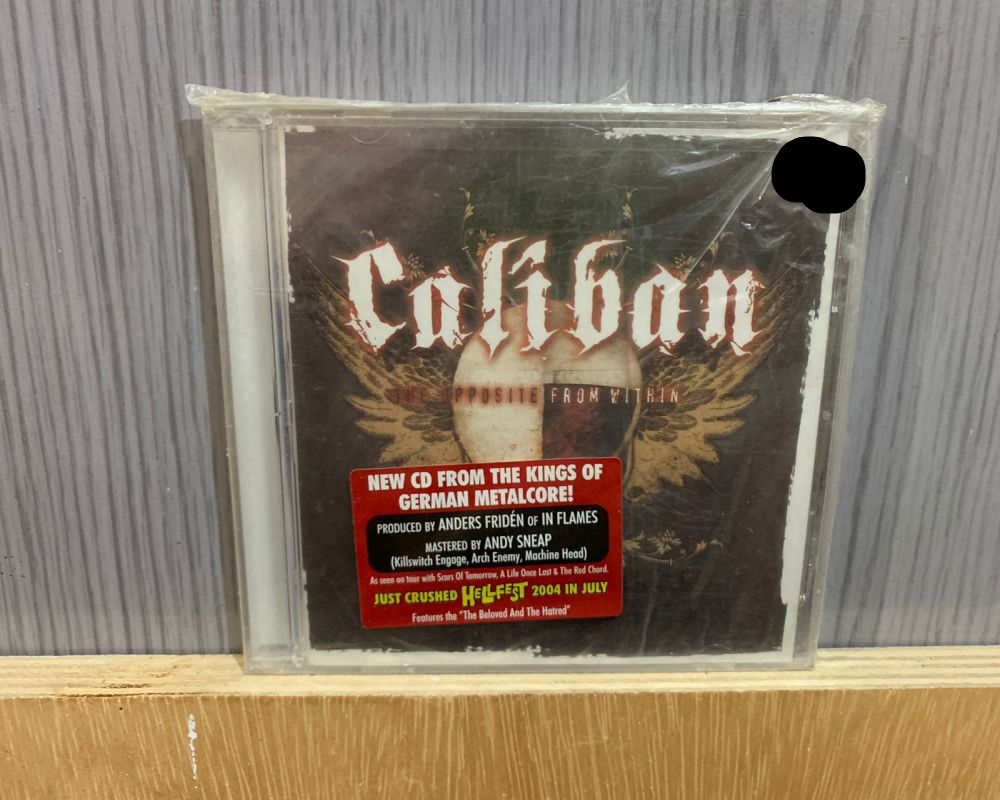 Caliban
THE OPPOSITE FROM WITHIN
NEW CD FROM THE KINGS OF
GERMAN METALCORE!
PRODUCED BY ANDERS FRIDÉN OF IN FLAMES
MASTERED BY ANDY SNEAP
(Killswitch Engage, Arch Enemy, Machine Head)
As seen on tour with Scars Of Tomorrow, A Life Once Lost & The Red Chord.
JUST CRUSHED HELLFEST 2004 IN JULY
Features the "The Beloved And The Hatred"